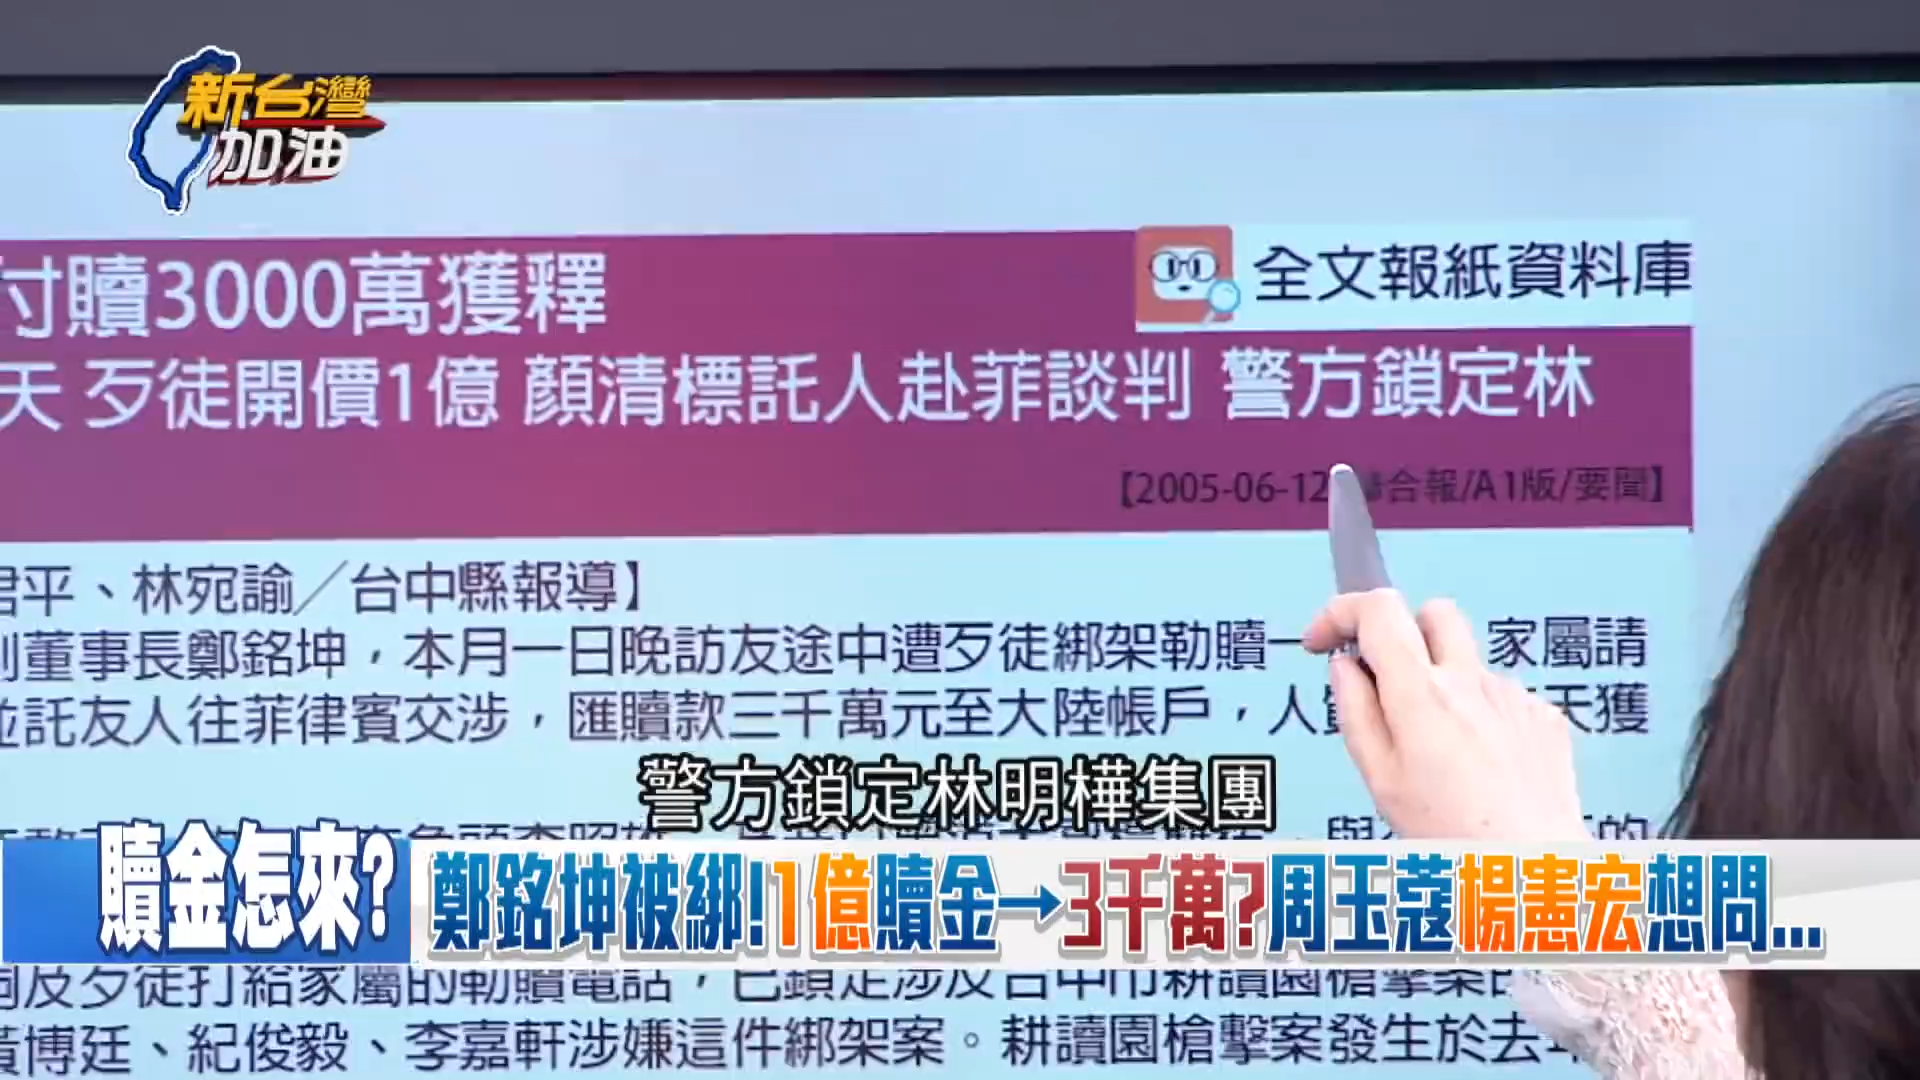 新台灣
加油
付贖3000萬獲釋
全文報紙資料庫
天 歹徒開價1億 顏清標託人赴菲談判 警方鎖定林
【2005-06-12 合報/A1版/要聞】
君平、林宛諭／台中縣報導】
副董事長鄭銘坤，本月一日晚訪友途中遭歹徒綁架勒贖一 家屬請
並託友人往菲律賓交涉，匯贖款三千萬元至大陸帳戶，人質 天獲
警方鎖定林明樺集團
贖金怎來?
鄭銘坤被綁!1億贖金→3千萬?周玉蔻楊憲宏想問...
及歹徒打給家屬的勒贖電話，已鎖定涉及台中市耕讀園槍擊案
黃博廷、紀俊毅、李嘉軒涉嫌這件綁架案。耕讀園槍擊案發生於去年